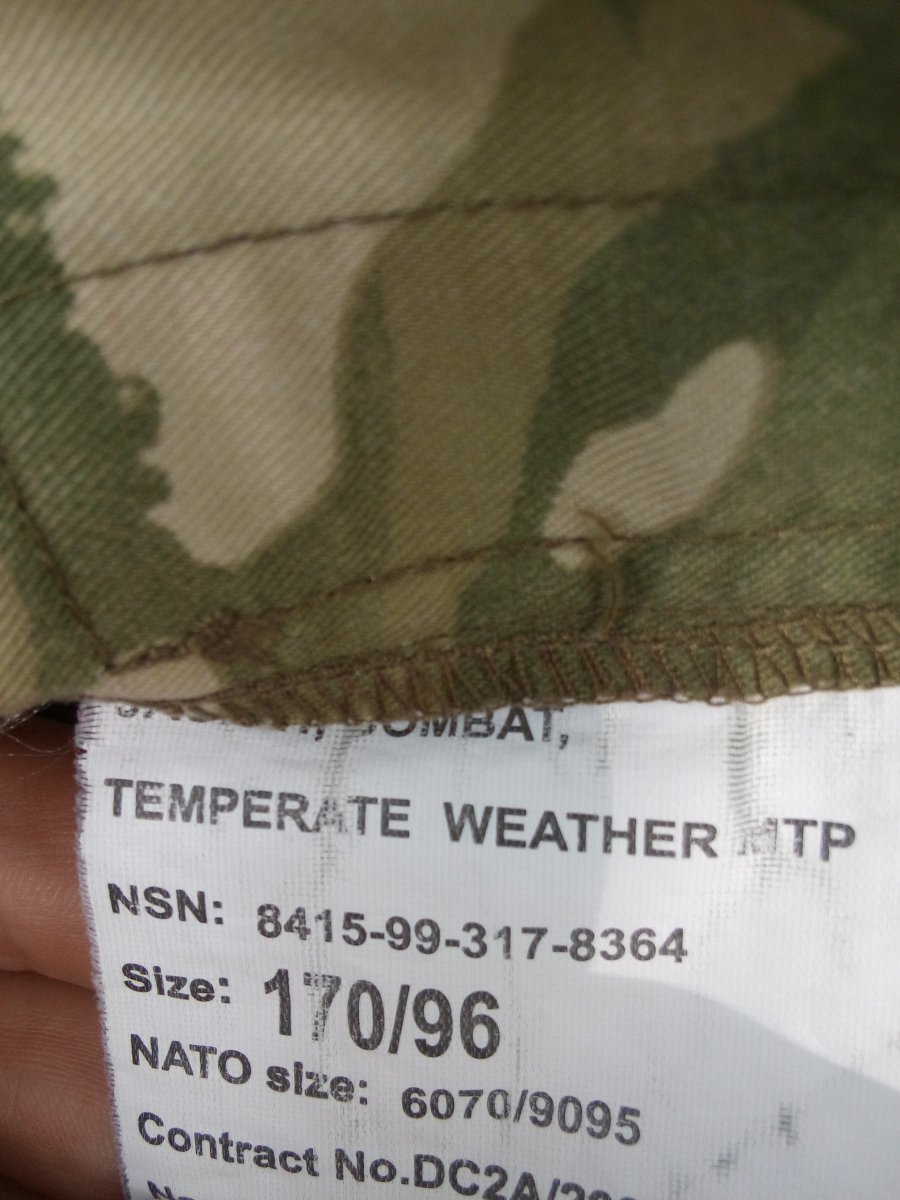 JACKET, COMBAT,
TEMPERATE WEATHER MTP
NSN: 8415-99-317-8364
Size: 170/96
NATO size: 6070/9095
Contract No.DC2A/